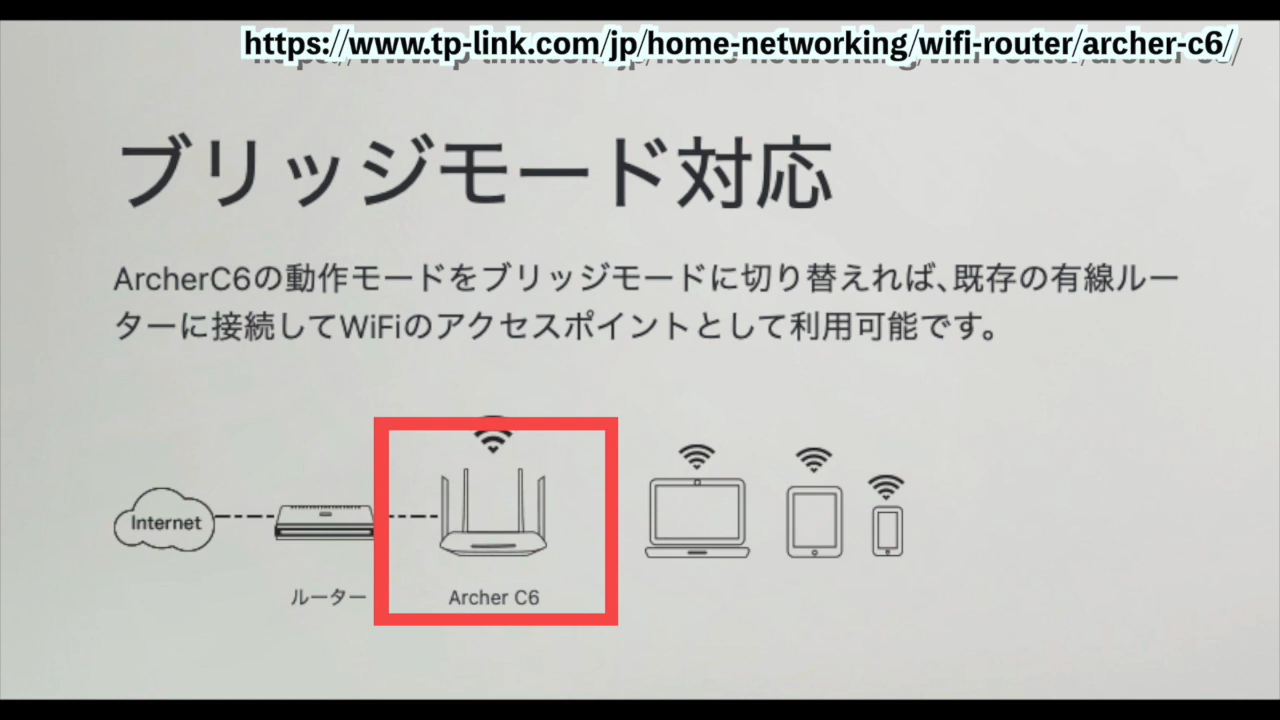 https://www.tp-link.com/jp/home-networking/wifi-router/archer-c6/
ブリッジモード対応
ArcherC6の動作モードをブリッジモードに切り替えれば、既存の有線ルー
ターに接続してWiFiのアクセスポイントとして利用可能です。
Internet
ルーター
Archer C6